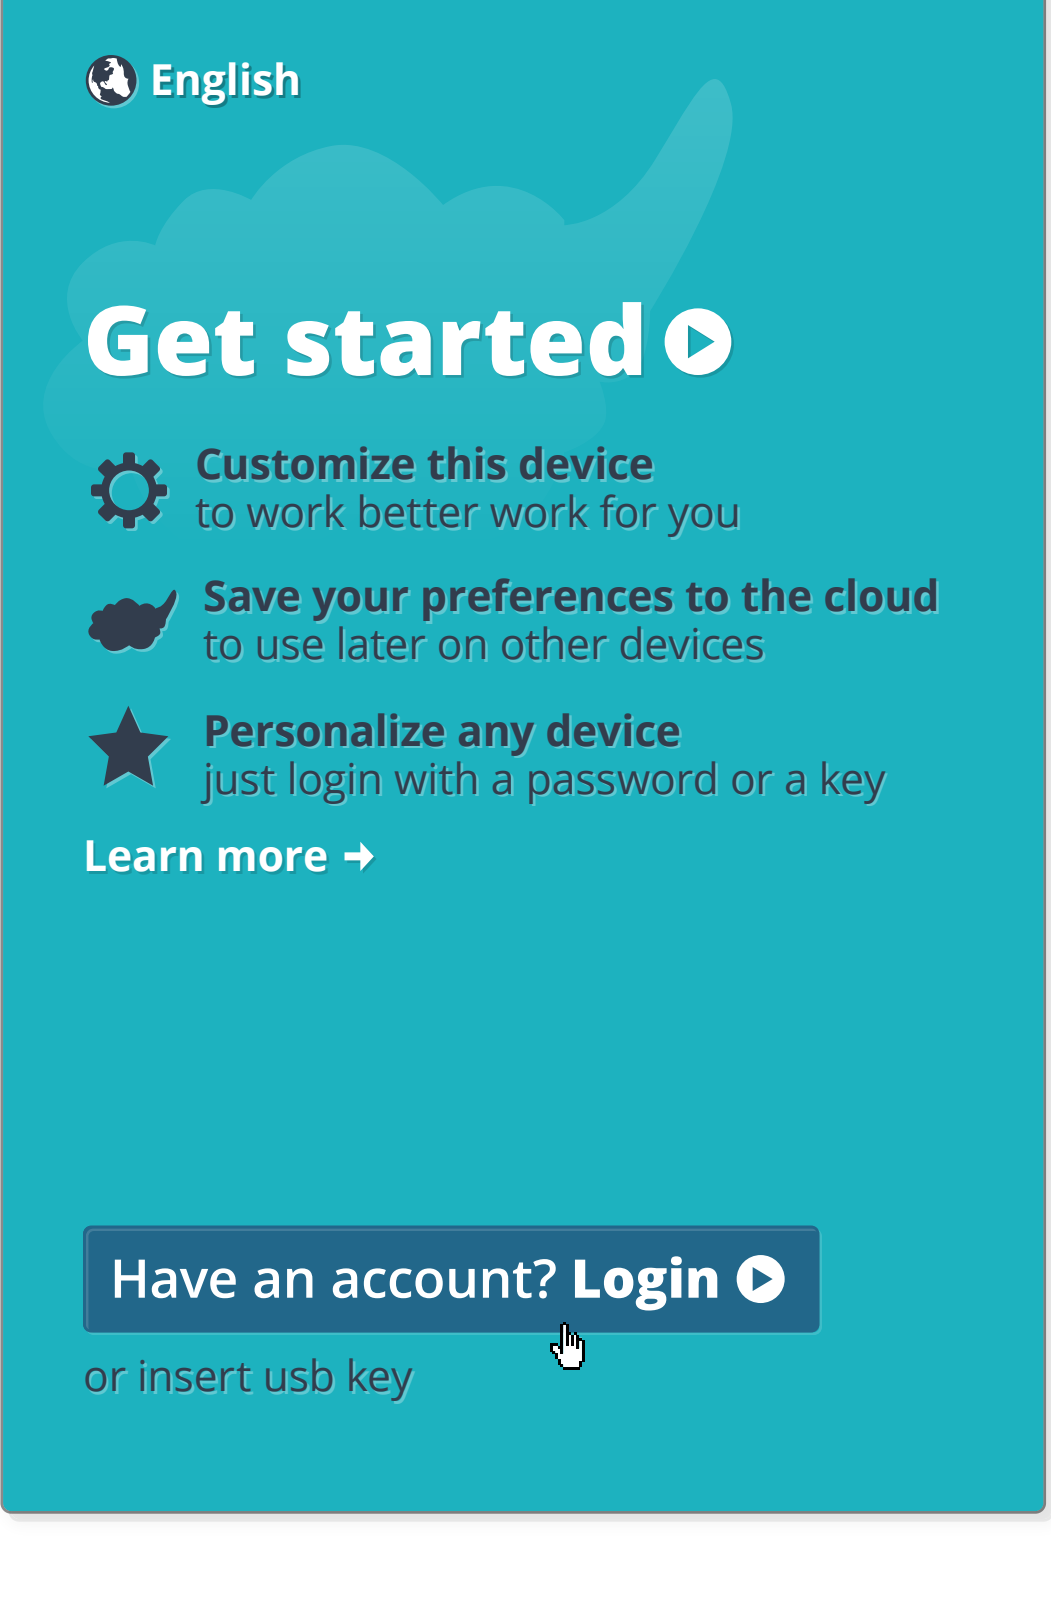 English
Get started
Customize this device
to work better work for you
Save your preferences to the cloud
to use later on other devices
Personalize any device
just login with a password or a key
Learn more
Have an account? Login
or insert usb key